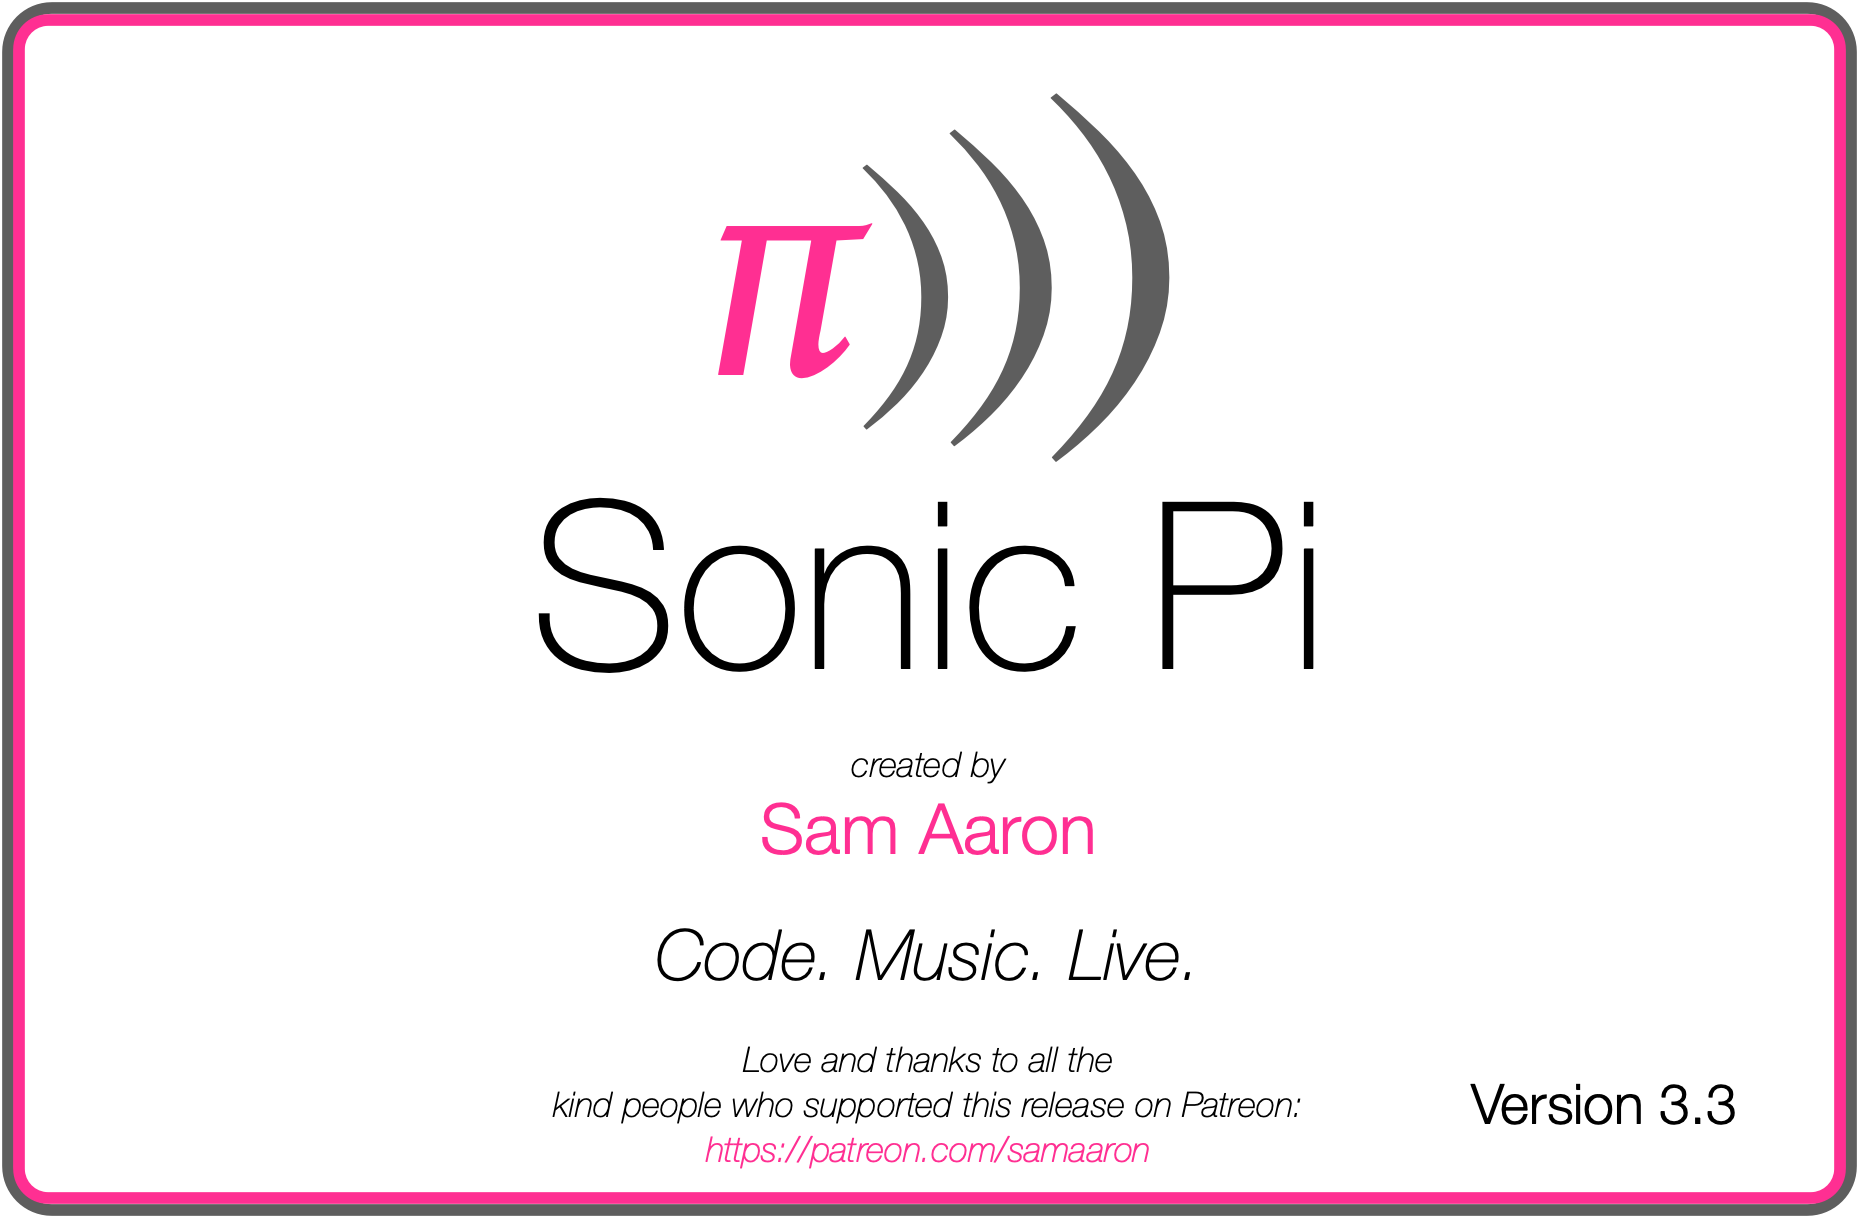 π)))
Sonic Pi
created by
Sam Aaron
Code. Music. Live.
Love and thanks to all the
kind people who supported this release on Patreon:
https://patreon.com/samaaron
Version 3.3